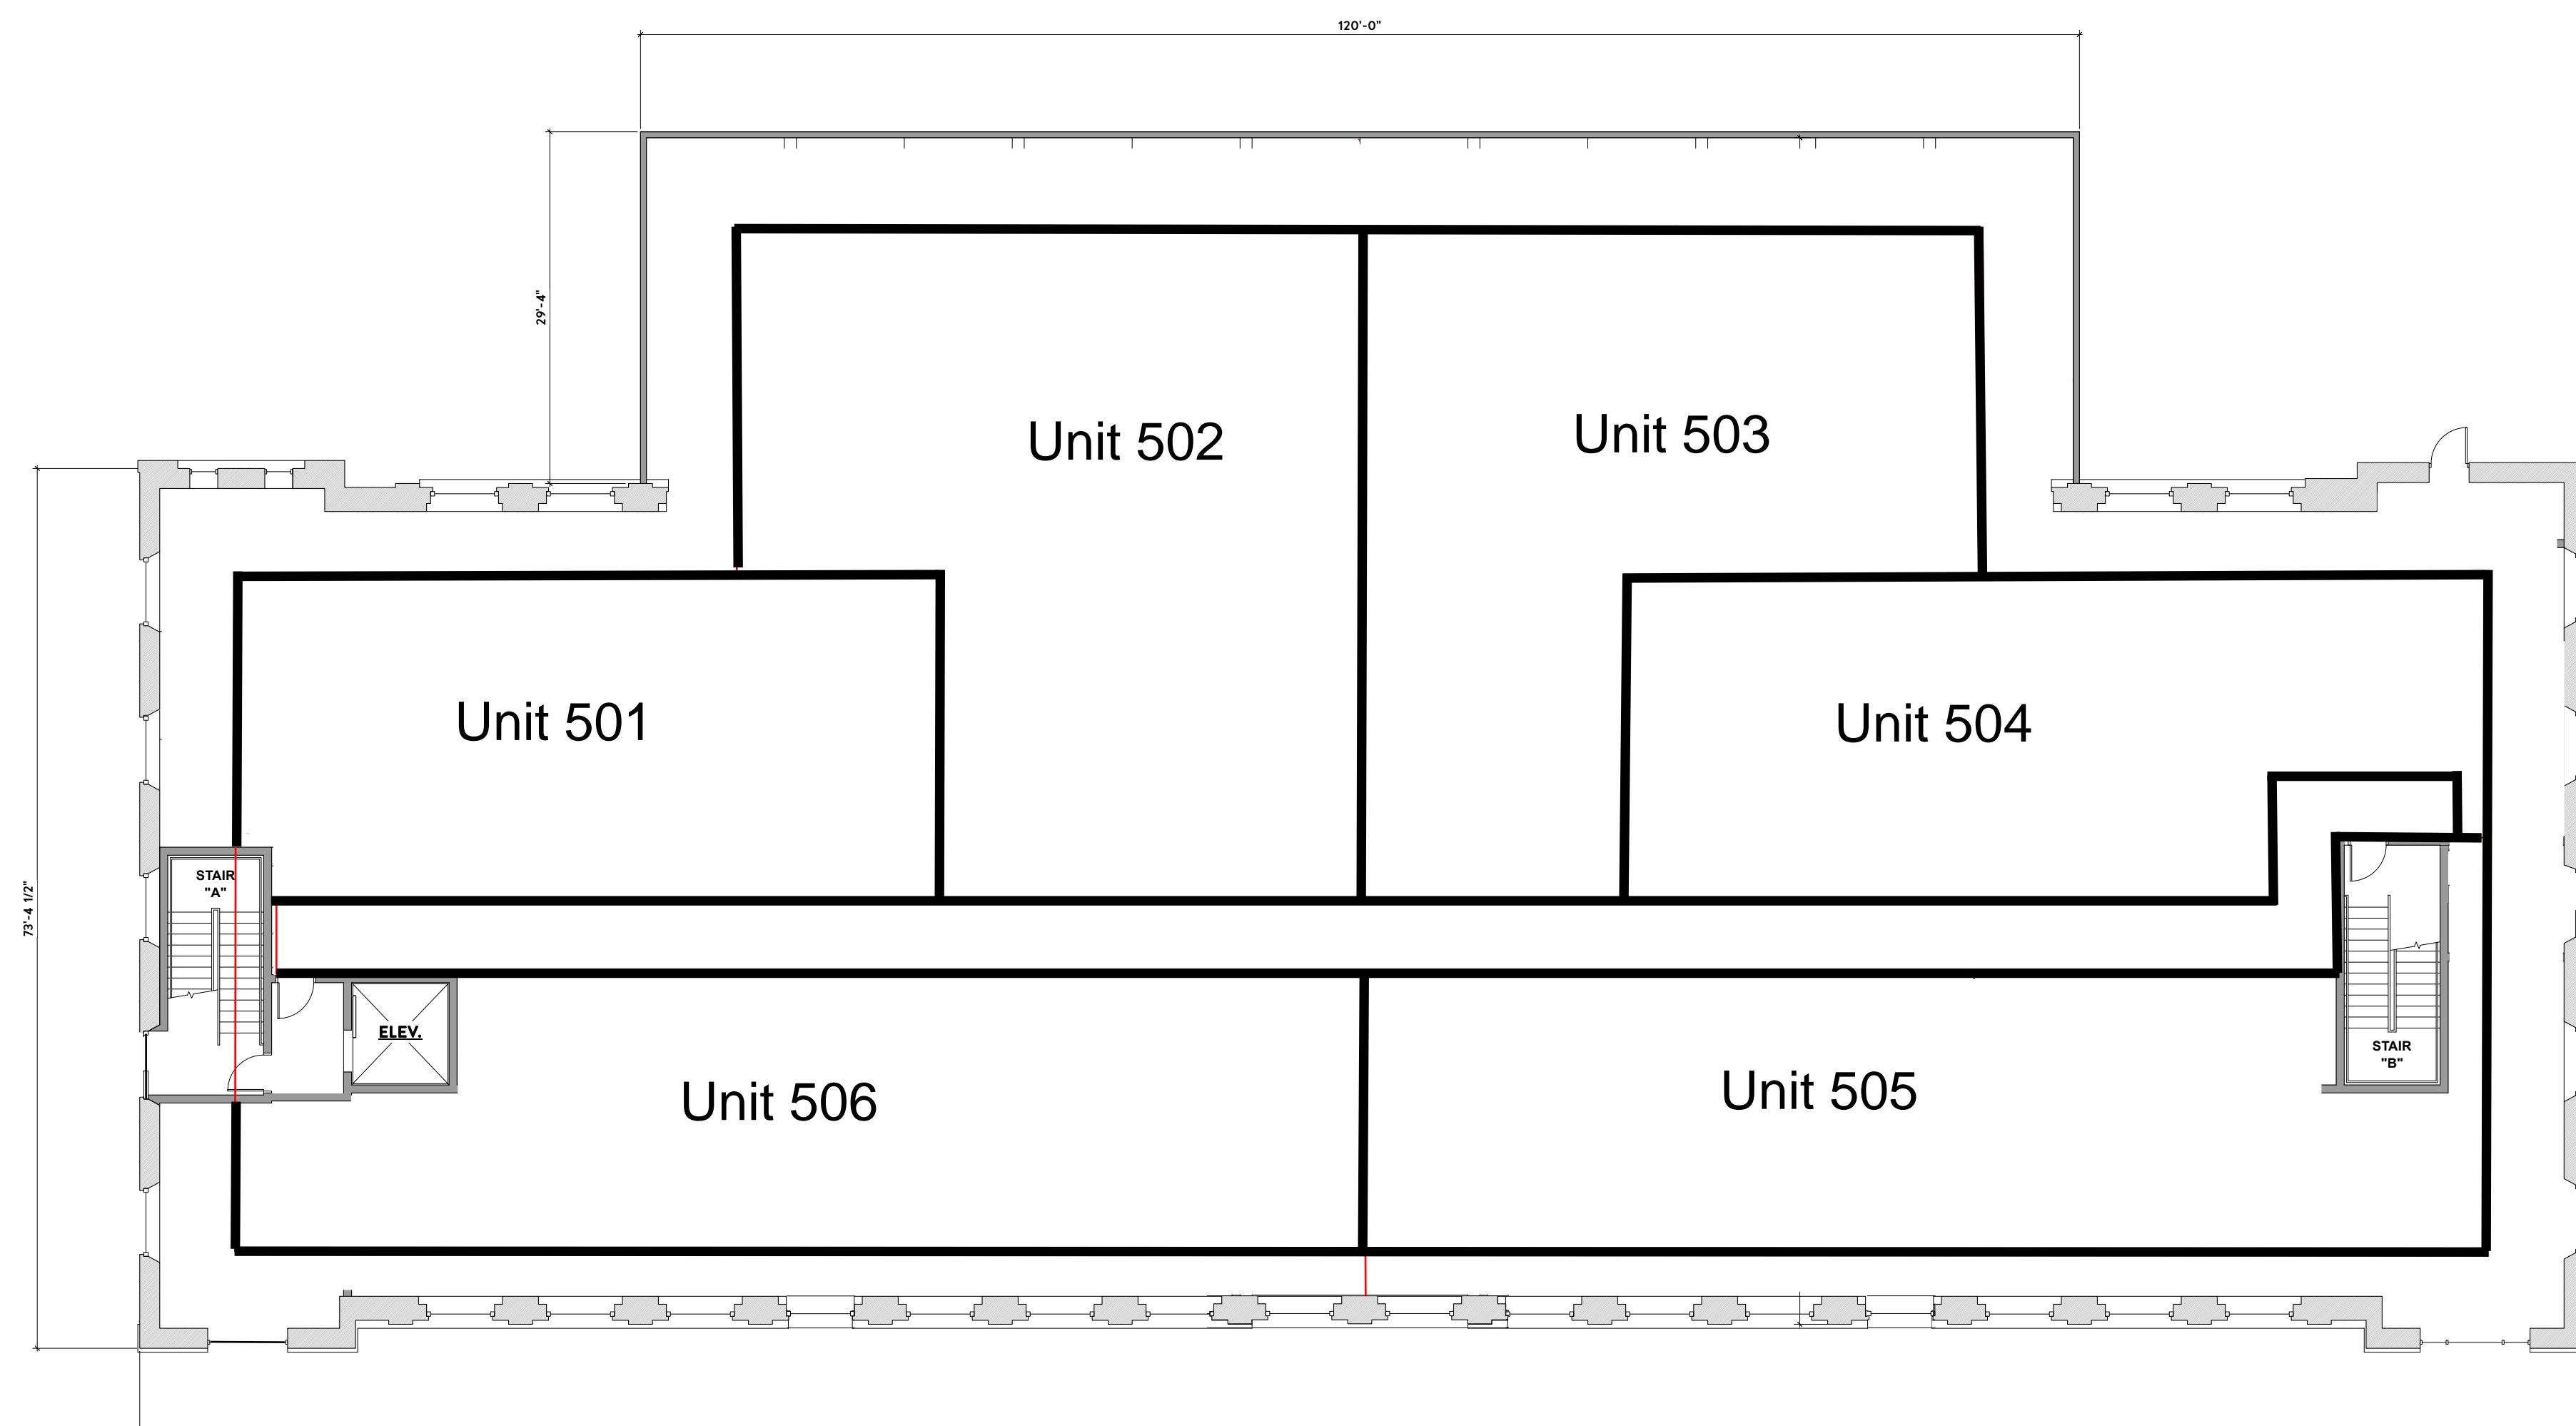 120'-0"
29'-4"
Unit 502
Unit 503
Unit 501
Unit 504
STAIR
"A"
73'-4 1/2"
ELEV.
STAIR
"B"
Unit 506
Unit 505